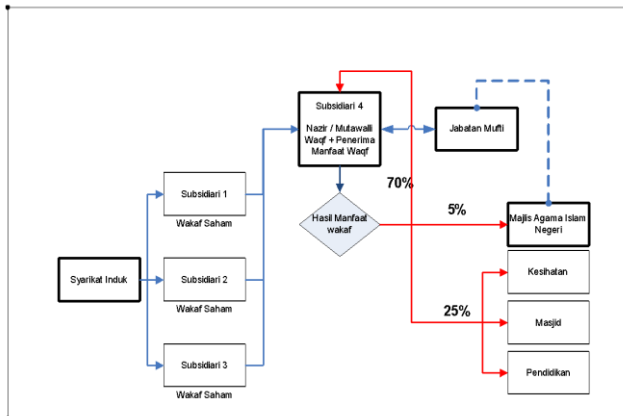 Subsidiari 4
Nazir / Mutawalli
Waqf + Penerima
Manfaat Waqf
Jabatan Mufti
70%
5%
Hasil Manfaat
wakaf
Majlis Agama Islam
Negeri
Subsidiari 1
Wakaf Saham
Syarikat Induk
Subsidiari 2
Wakaf Saham
Kesihatan
25%
Masjid
Subsidiari 3
Wakaf Saham
Pendidikan